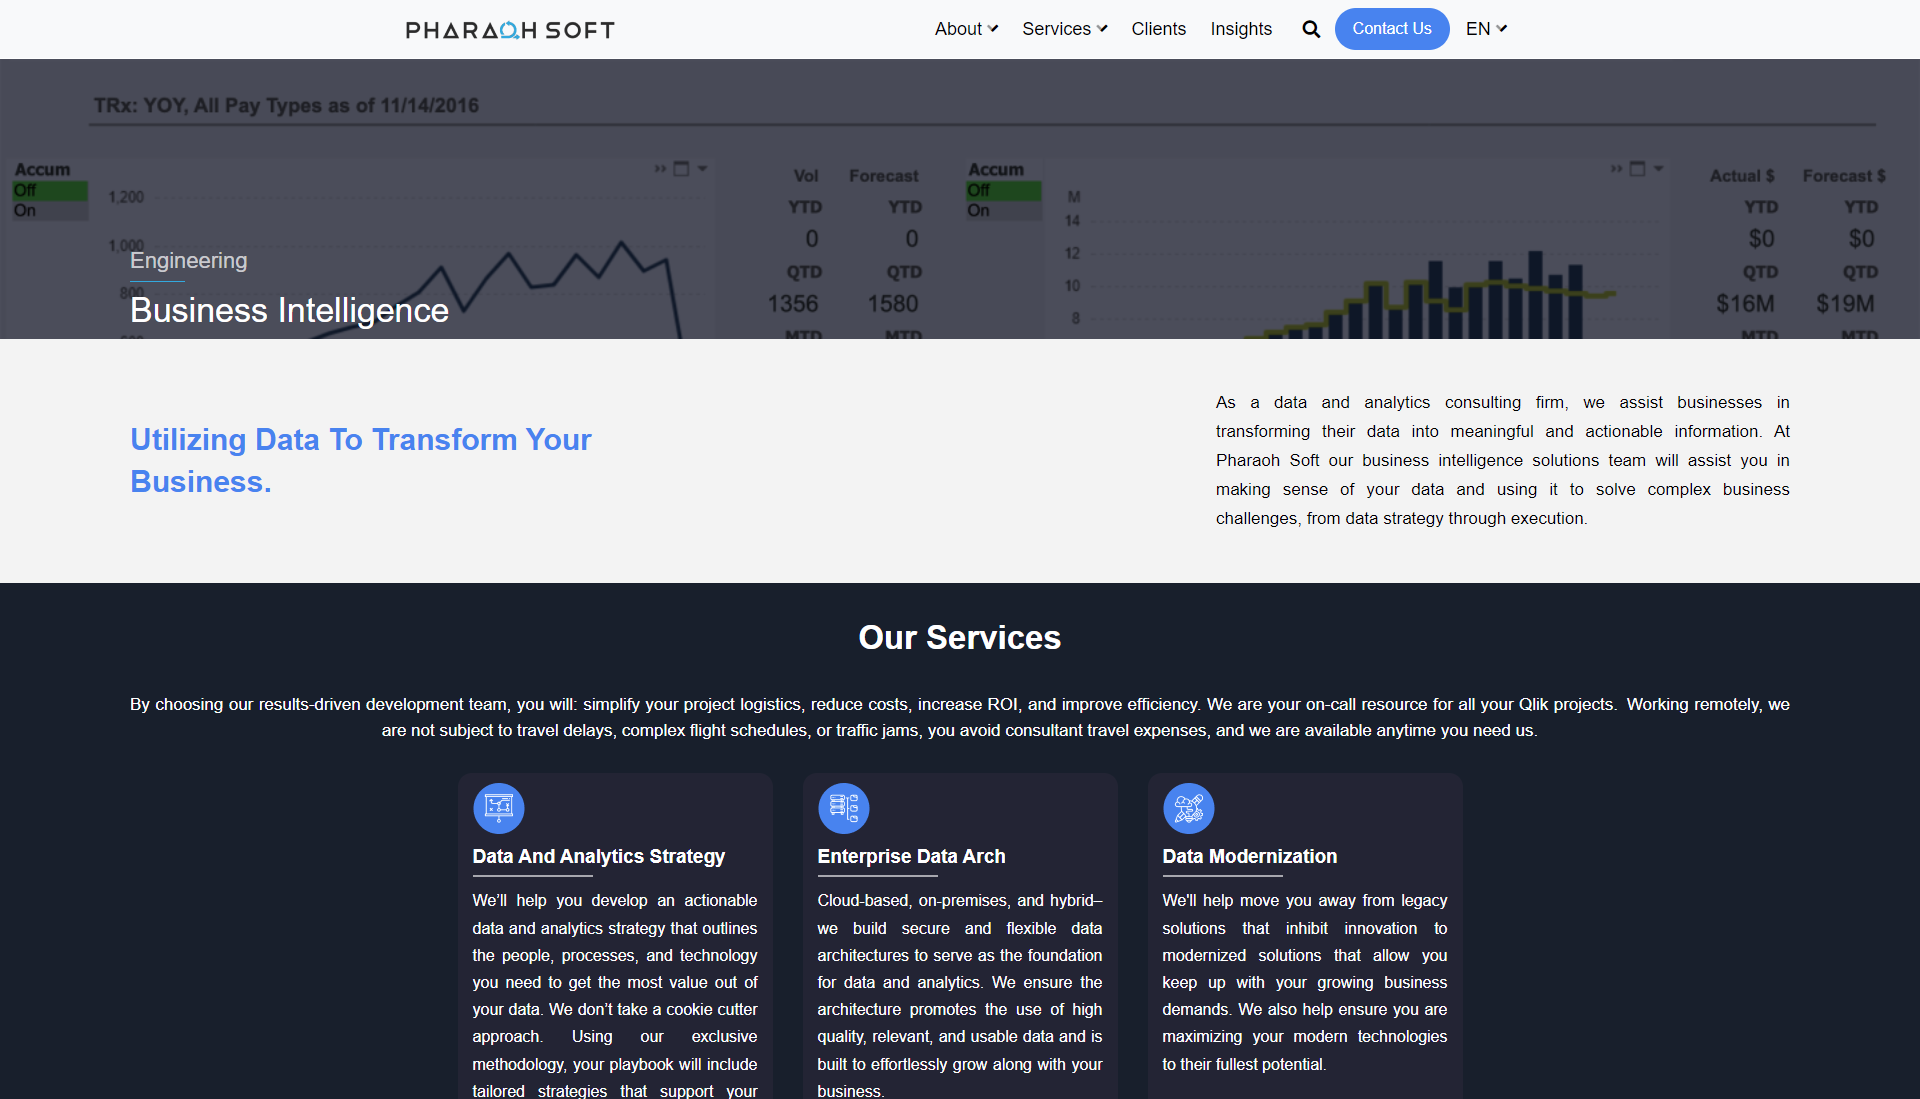 PHARAOH SOFT
About
Services
Clients
Insights
Contact Us
EN
TRx: YOY, All Pay Types as of 11/14/2016
Accum
Off
On
1,200
1,000
800
Vol Forecast
YTD YTD
0 0
QTD QTD
1356 1580
MTD MTD
Accum
Off
On
M
14
12
10
8
Actual $ Forecast $
YTD YTD
$0 $0
QTD QTD
$16M $19M
MTD MTD
Engineering
Business Intelligence
Utilizing Data To Transform Your
Business.
As a data and analytics consulting firm, we assist businesses in
transforming their data into meaningful and actionable information. At
Pharaoh Soft our business intelligence solutions team will assist you in
making sense of your data and using it to solve complex business
challenges, from data strategy through execution.
Our Services
By choosing our results-driven development team, you will: simplify your project logistics, reduce costs, increase ROI, and improve efficiency. We are your on-call resource for all your Qlik projects.  Working remotely, we
are not subject to travel delays, complex flight schedules, or traffic jams, you avoid consultant travel expenses, and we are available anytime you need us.
Data And Analytics Strategy
We’ll help you develop an actionable
data and analytics strategy that outlines
the people, processes, and technology
you need to get the most value out of
your data. We don’t take a cookie cutter
approach. Using our exclusive
methodology, your playbook will include
tailored strategies that support your
Enterprise Data Arch
Cloud-based, on-premises, and hybrid–
we build secure and flexible data
architectures to serve as the foundation
for data and analytics. We ensure the
architecture promotes the use of high
quality, relevant, and usable data and is
built to effortlessly grow along with your
business.
Data Modernization
We'll help move you away from legacy
solutions that inhibit innovation to
modernized solutions that allow you
keep up with your growing business
demands. We also help ensure you are
maximizing your modern technologies
to their fullest potential.